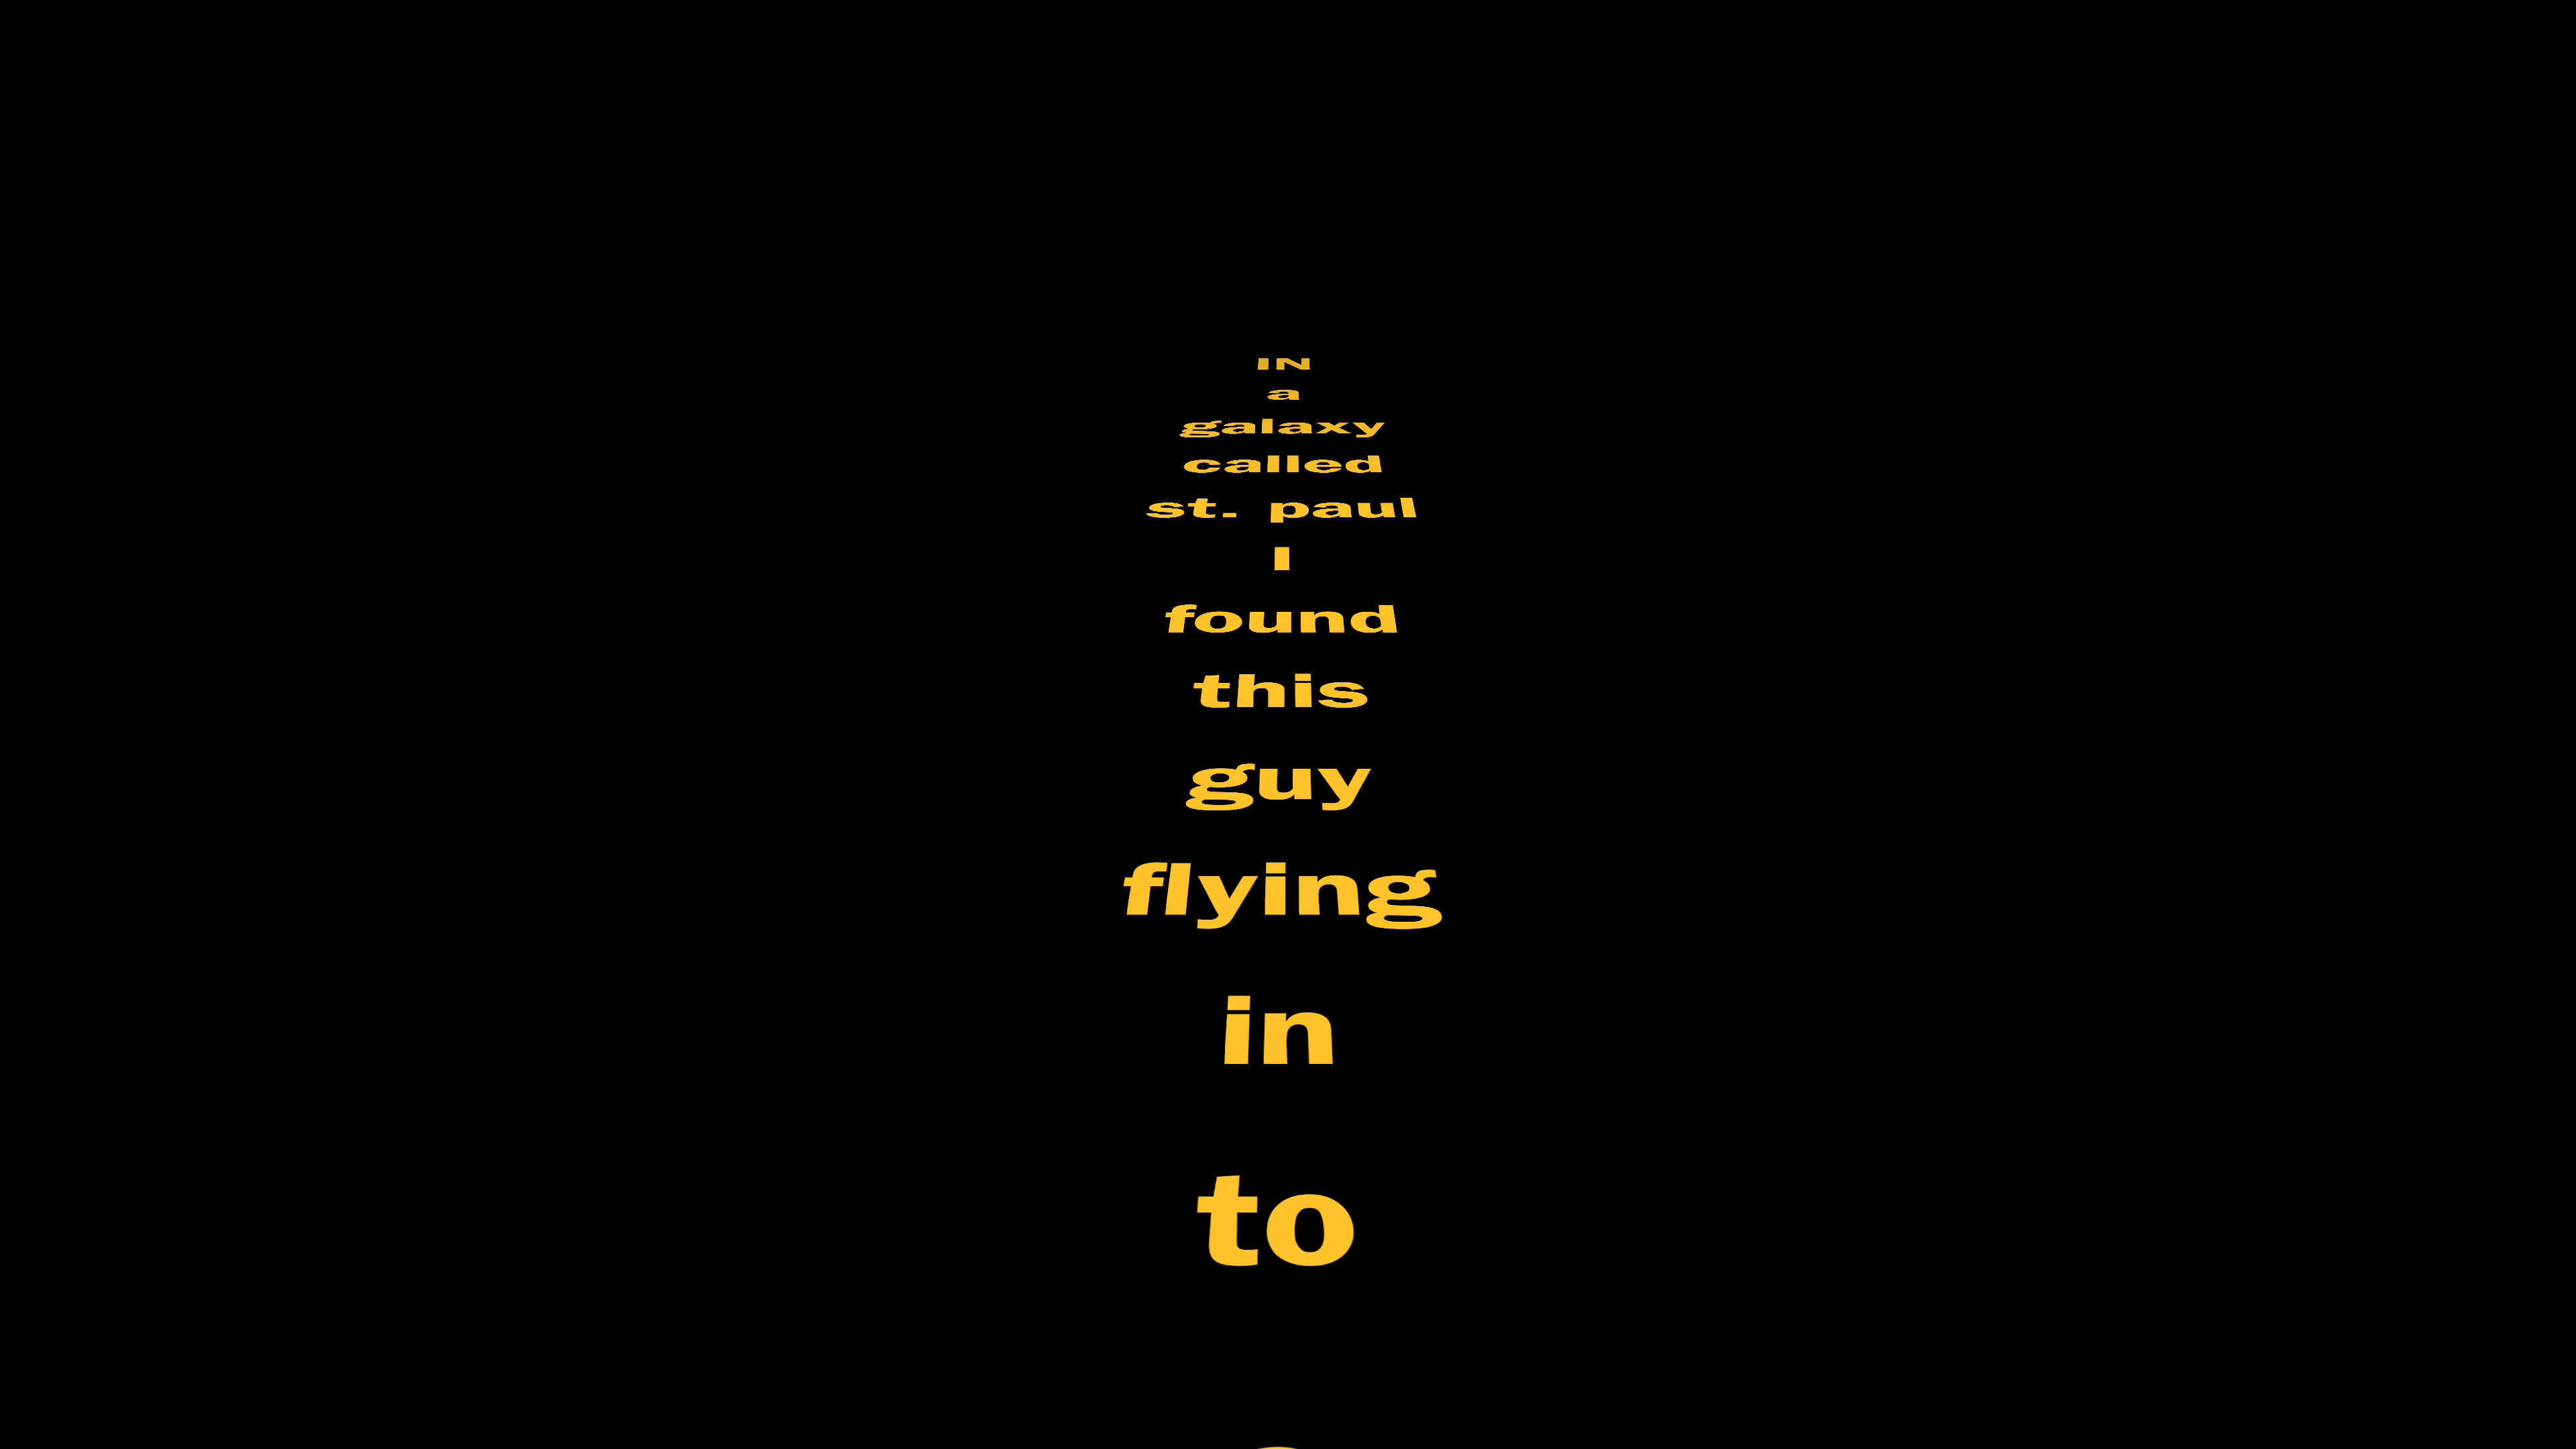 IN
a
galaxy
called
st. paul
I
found
this
guy
flying
in
to